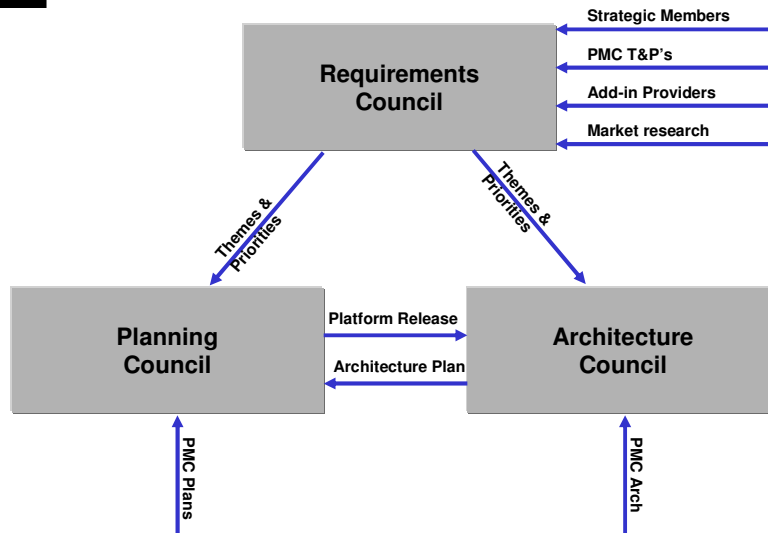 Strategic Members
PMC T&P's
Add-in Providers
Market research
Requirements
Council
Themes &
Priorities
Themes &
Priorities
Planning
Council
Platform Release
Architecture Plan
Architecture
Council
PMC Plans
PMC Arch